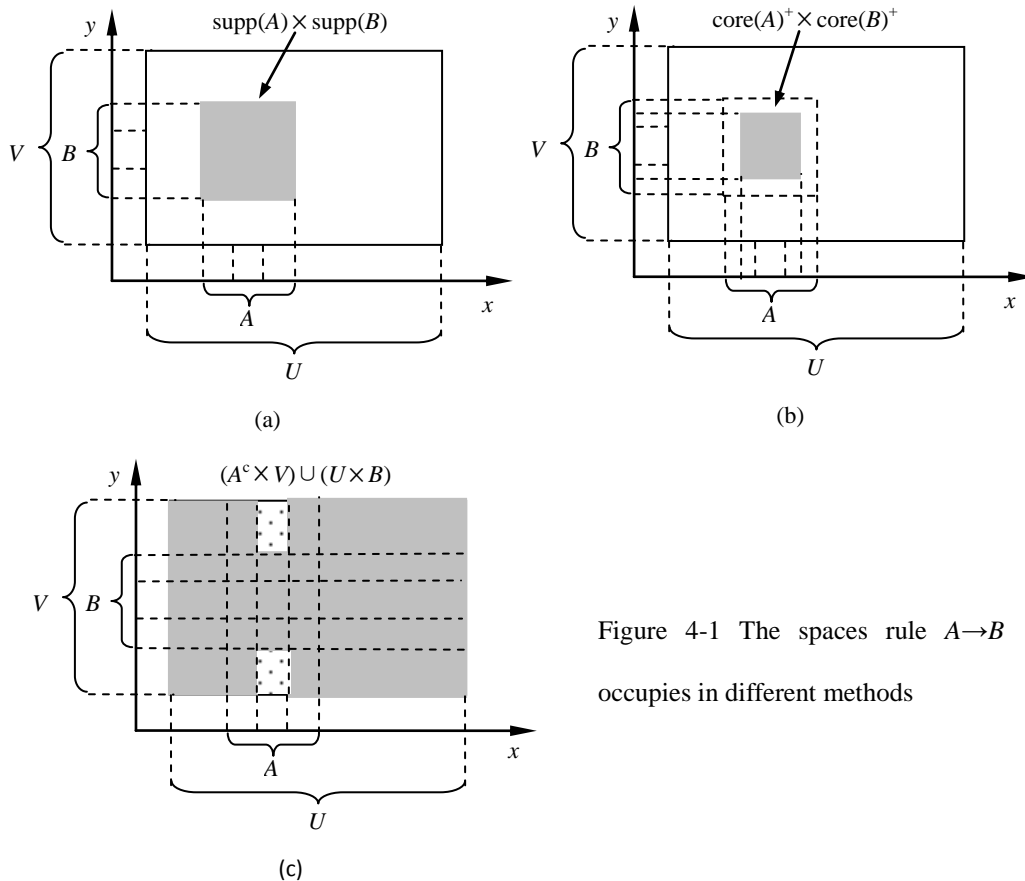 y
supp(A)×supp(B)
V
B
x
A
U
(a)
y
core(A)⁺×core(B)⁺
V
B
x
A
U
(b)
y
(Aᶜ×V)∪(U×B)
V
B
x
A
U
(c)
Figure 4-1 The spaces rule A→B
occupies in different methods